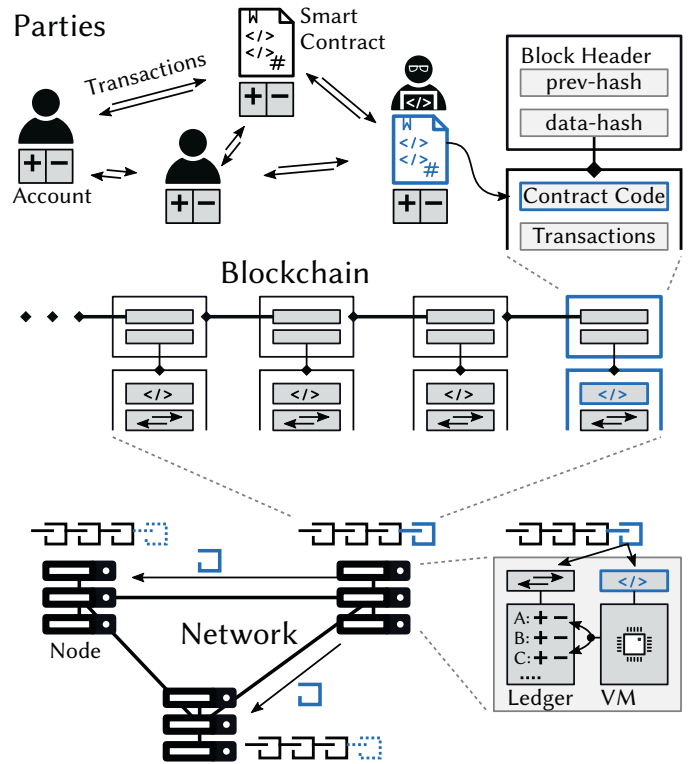 Parties
Smart
Contract
Transactions
W
</>
</>
#
+ −
</>
W
</>
</>
#
+ −
+ −
+ −
Account
Block Header
prev-hash
data-hash
Contract Code
Transactions
Blockchain
</>
</>
</>
</>
Network
Node
</>
A: + −
B: + −
C: + −
....
Ledger
VM